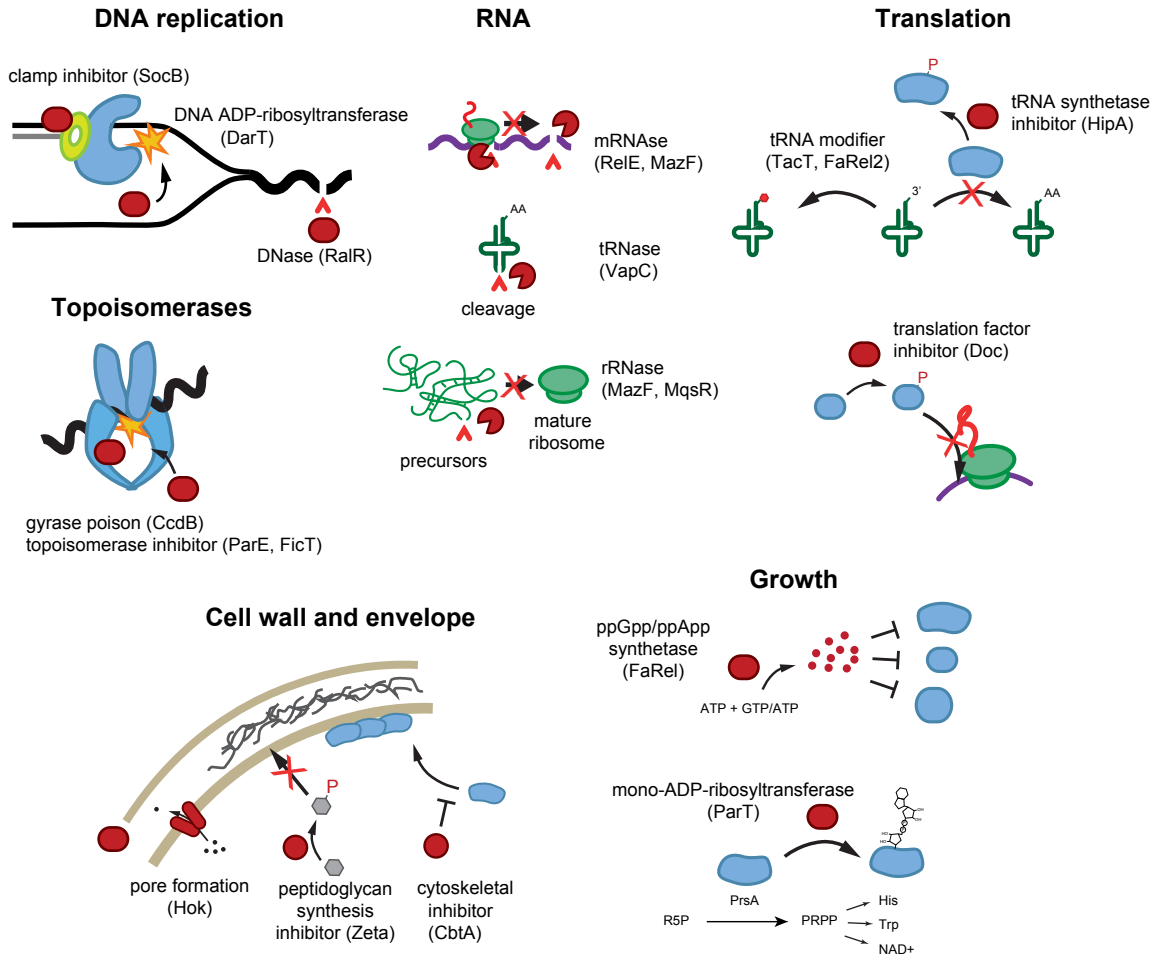 DNA replication
clamp inhibitor (SocB)
DNA ADP-ribosyltransferase
(DarT)
DNase (RalR)
Topoisomerases
gyrase poison (CcdB)
topoisomerase inhibitor (ParE, FicT)
RNA
mRNAse
(RelE, MazF)
AA
tRNase
(VapC)
cleavage
rRNase
(MazF, MqsR)
mature
ribosome
precursors
Translation
P
tRNA synthetase
inhibitor (HipA)
tRNA modifier
(TacT, FaRel2)
3'
AA
translation factor
inhibitor (Doc)
P
Cell wall and envelope
P
pore formation
(Hok)
peptidoglycan
synthesis
inhibitor (Zeta)
cytoskeletal
inhibitor
(CbtA)
Growth
ppGpp/ppApp
synthetase
(FaRel)
ATP + GTP/ATP
mono-ADP-ribosyltransferase
(ParT)
PrsA
R5P
PRPP
His
Trp
NAD+